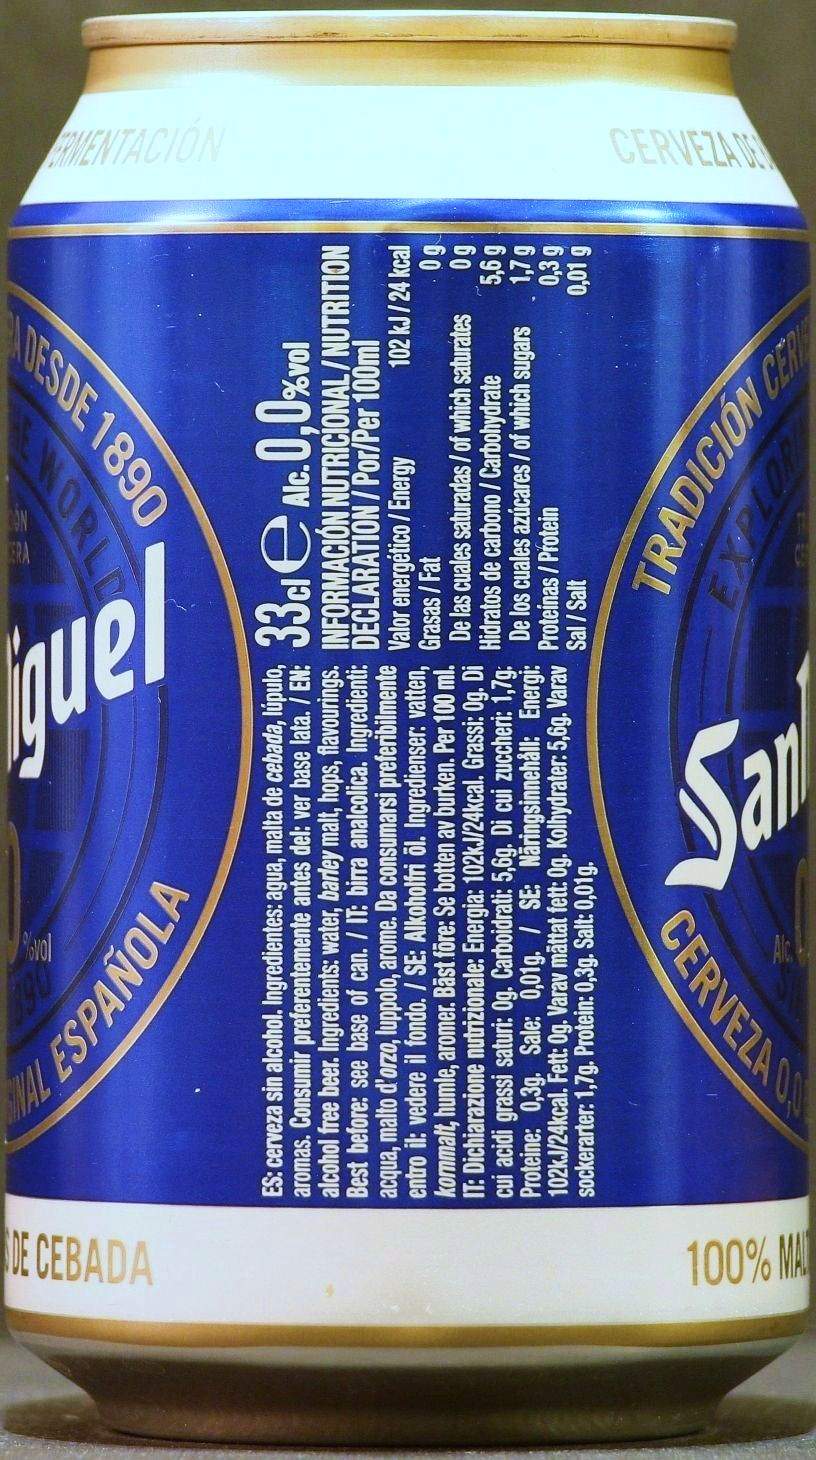 FERMENTACIÓN
CERVEZA DE
DESDE 1890
THE WORLD
iguel
%vol
ESPAÑOLA
33cl e Alc. 0,0%vol
INFORMACIÓN NUTRICIONAL / NUTRITION
DECLARATION / Por/Per 100ml
Valor energético / Energy 102 kJ / 24 kcal
Grasas / Fat 0 g
De las cuales saturadas / of which saturates 0 g
Hidratos de carbono / Carbohydrate 5,6 g
De los cuales azúcares / of which sugars 1,7 g
Proteínas / Protein 0,3 g
Sal / Salt 0,01 g
ES: cerveza sin alcohol. Ingredientes: agua, malta de cebada, lúpulo,
aromas. Consumir preferentemente antes del: ver base lata. / EN:
alcohol free beer. Ingredients: water, barley malt, hops, flavourings.
Best before: see base of can. / IT: birra analcolica. Ingredienti:
acqua, malto d'orzo, luppolo, arome. Da consumarsi preferibilmente
entro it: vedere il fondo. / SE: Alkoholfri öl. Ingredienser: vatten,
kornmalt, humle, aromer. Bäst före: Se botten av burken. Per 100 ml.
IT: Dichiarazione nutrizionale: Energia: 102kJ/24kcal. Grassi: 0g. Di
cui acidi grassi saturi: 0g. Carboidrati: 5,6g. Di cui zuccheri: 1,7g.
Proteine: 0,3g. Sale: 0,01g. / SE: Näringsinnehåll: Energi:
102kJ/24kcal. Fett: 0g, Varav mättat fett: 0g. Kolhydrater: 5,6g, Varav
sockerarter: 1,7g. Protein: 0,3g. Salt: 0,01g.
TRADICIÓN
San
Alc.
CERVEZA 0,0
S DE CEBADA
100% MAL